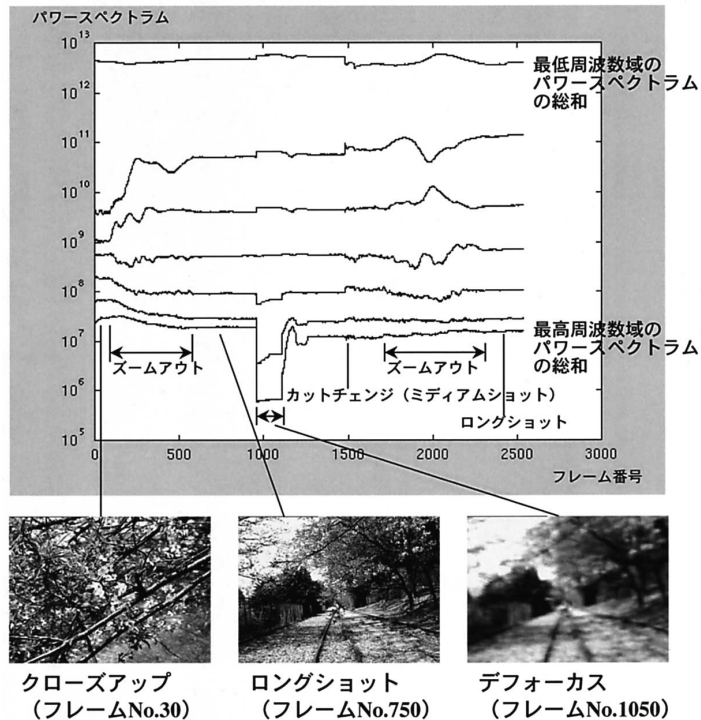 パワースペクトラム
10^13
10^12
10^11
10^10
10^9
10^8
10^7
10^6
10^5
最低周波数域の
パワースペクトラム
の総和
最高周波数域の
パワースペクトラム
の総和
ズームアウト
ズームアウト
カットチェンジ(ミディアムショット)
ロングショット
0
500
1000
1500
2000
2500
3000
フレーム番号
クローズアップ
(フレームNo.30)
ロングショット
(フレームNo.750)
デフォーカス
(フレームNo.1050)